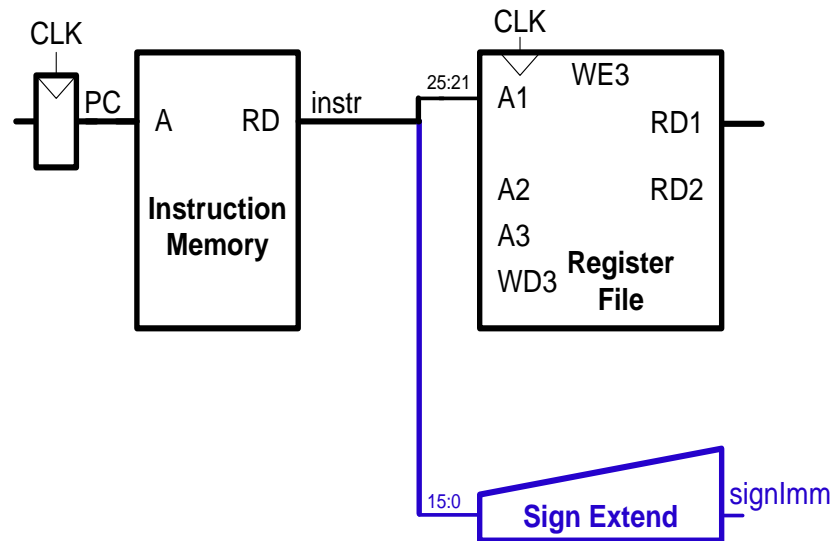 CLK
CLK
PC
A
RD
instr
25:21
A1
WE3
RD1
Instruction
Memory
A2
RD2
A3
WD3
Register
File
15:0
Sign Extend
signImm